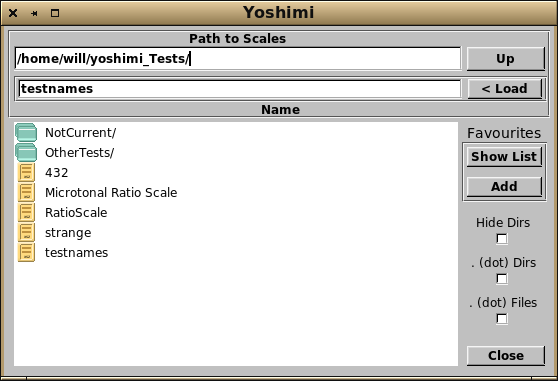 Yoshimi
Path to Scales
/home/will/yoshimi_Tests/
Up
testnames
< Load
Name
NotCurrent/
OtherTests/
432
Microtonal Ratio Scale
RatioScale
strange
testnames
Favourites
Show List
Add
Hide Dirs
. (dot) Dirs
. (dot) Files
Close